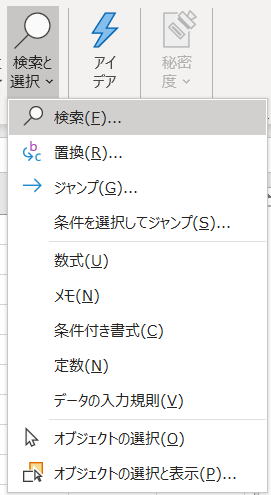 検索と
選択
アイ
デア
秘密
度
検索(F)...
置換(R)...
ジャンプ(G)...
条件を選択してジャンプ(S)...
数式(U)
メモ(N)
条件付き書式(C)
定数(N)
データの入力規則(V)
オブジェクトの選択(O)
オブジェクトの選択と表示(P)...